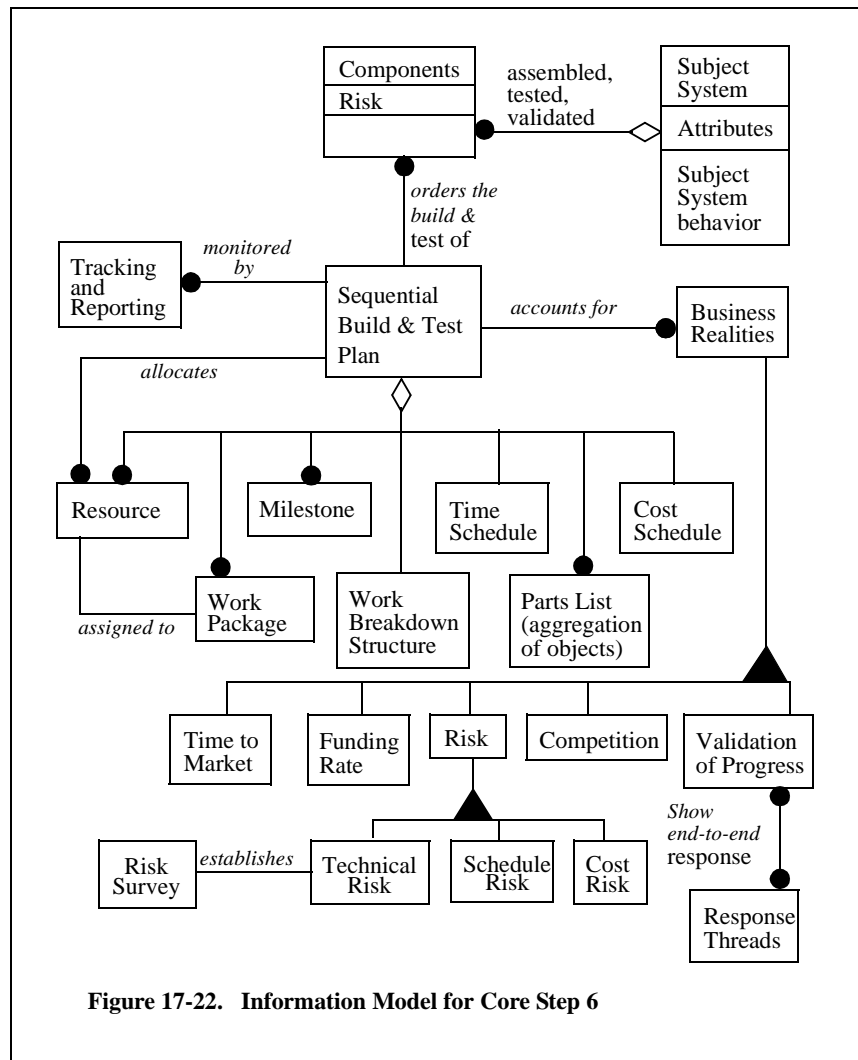 Components
Risk
assembled,
tested,
validated
Subject
System
Attributes
Subject
System
behavior
orders the
build &
test of
Tracking
and
Reporting
monitored
by
Sequential
Build & Test
Plan
accounts for
Business
Realities
allocates
Resource
Milestone
Time
Schedule
Cost
Schedule
assigned to
Work
Package
Work
Breakdown
Structure
Parts List
(aggregation
of objects)
Time to
Market
Funding
Rate
Risk
Competition
Validation
of Progress
Show
end-to-end
response
Risk
Survey
establishes
Technical
Risk
Schedule
Risk
Cost
Risk
Response
Threads
Figure 17-22. Information Model for Core Step 6